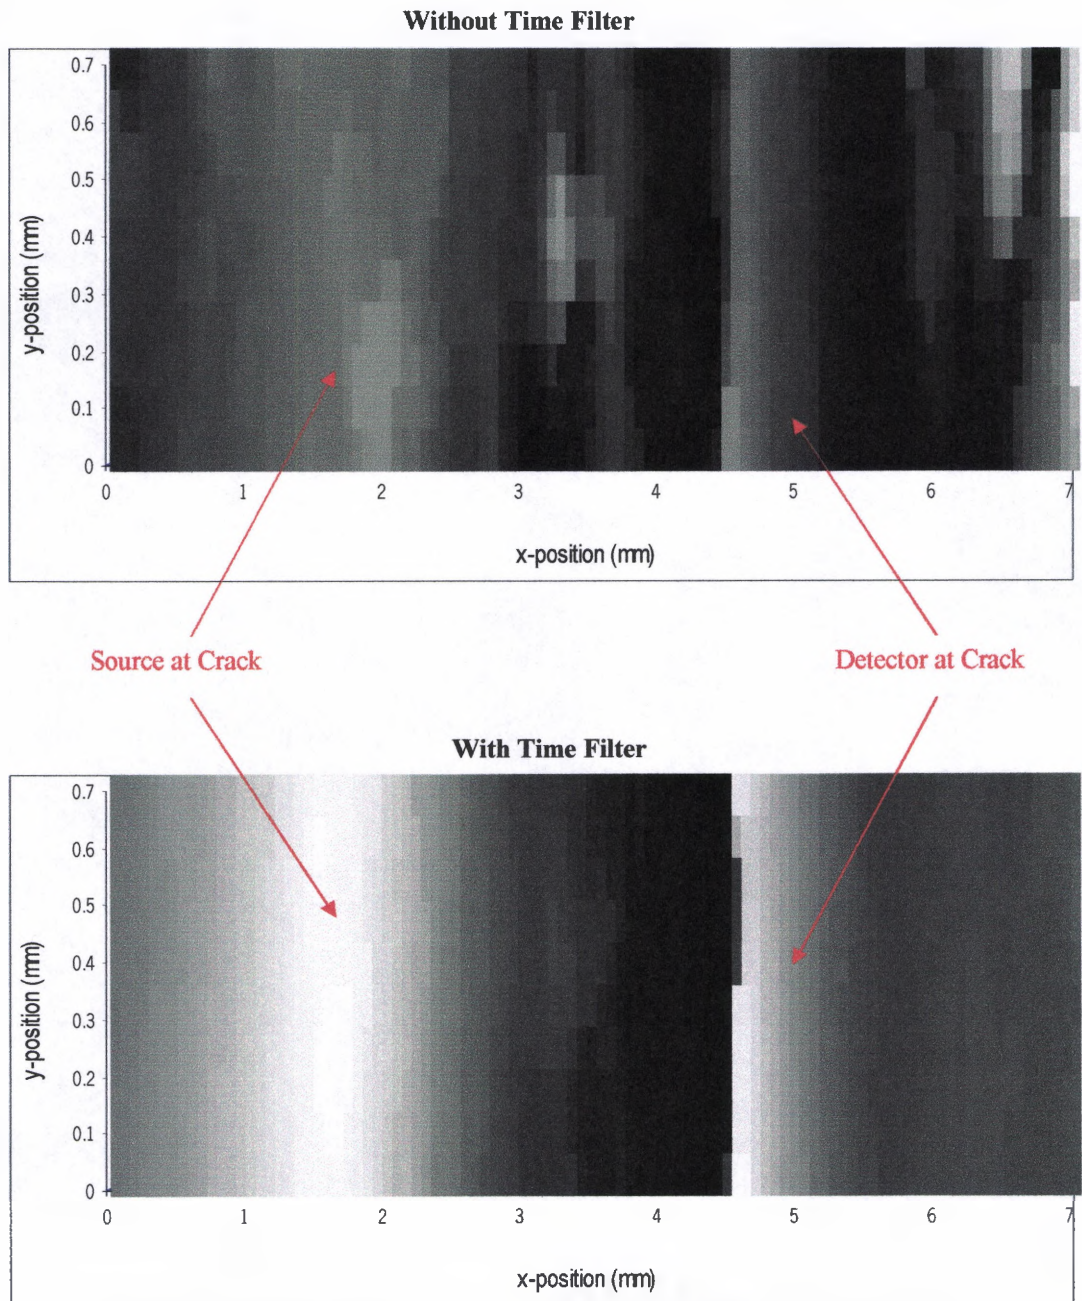 Without Time Filter
0.7
0.6
0.5
0.4
0.3
0.2
0.1
0
y-position (mm)
0 1 2 3 4 5 6 7
x-position (mm)
Source at Crack
Detector at Crack
With Time Filter
0.7
0.6
0.5
0.4
0.3
0.2
0.1
0
y-position (mm)
0 1 2 3 4 5 6 7
x-position (mm)